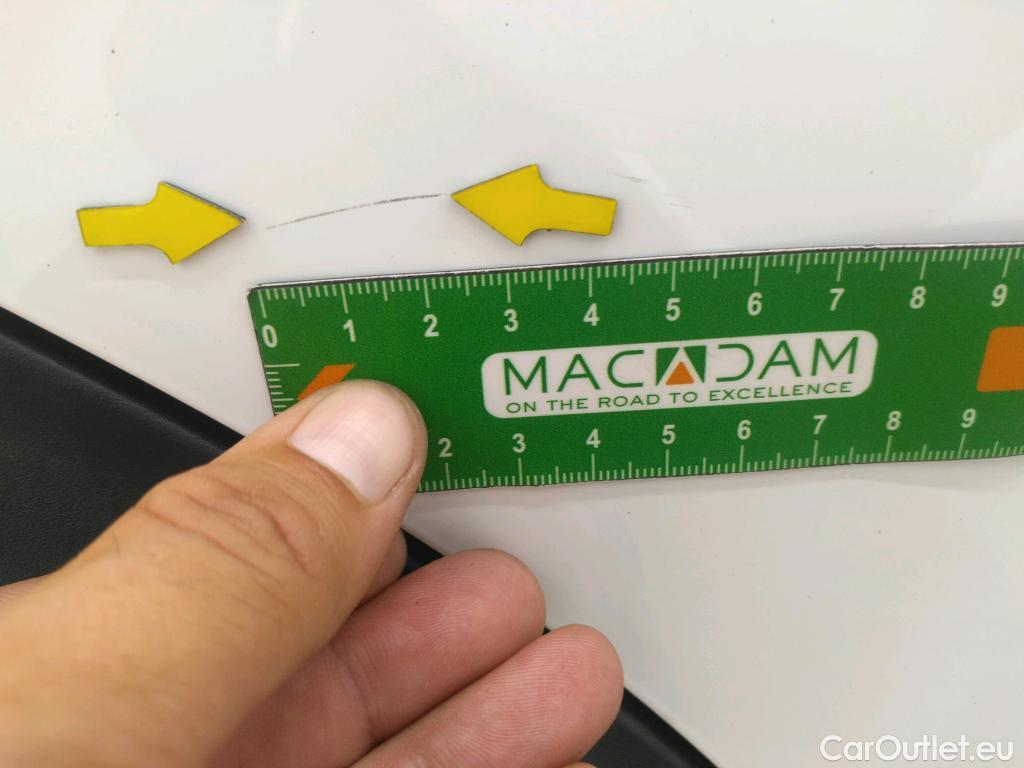 0 1 2 3 4 5 6 7 8 9
MACADAM
ON THE ROAD TO EXCELLENCE
2 3 4 5 6 7 8 9
CarOutlet.eu